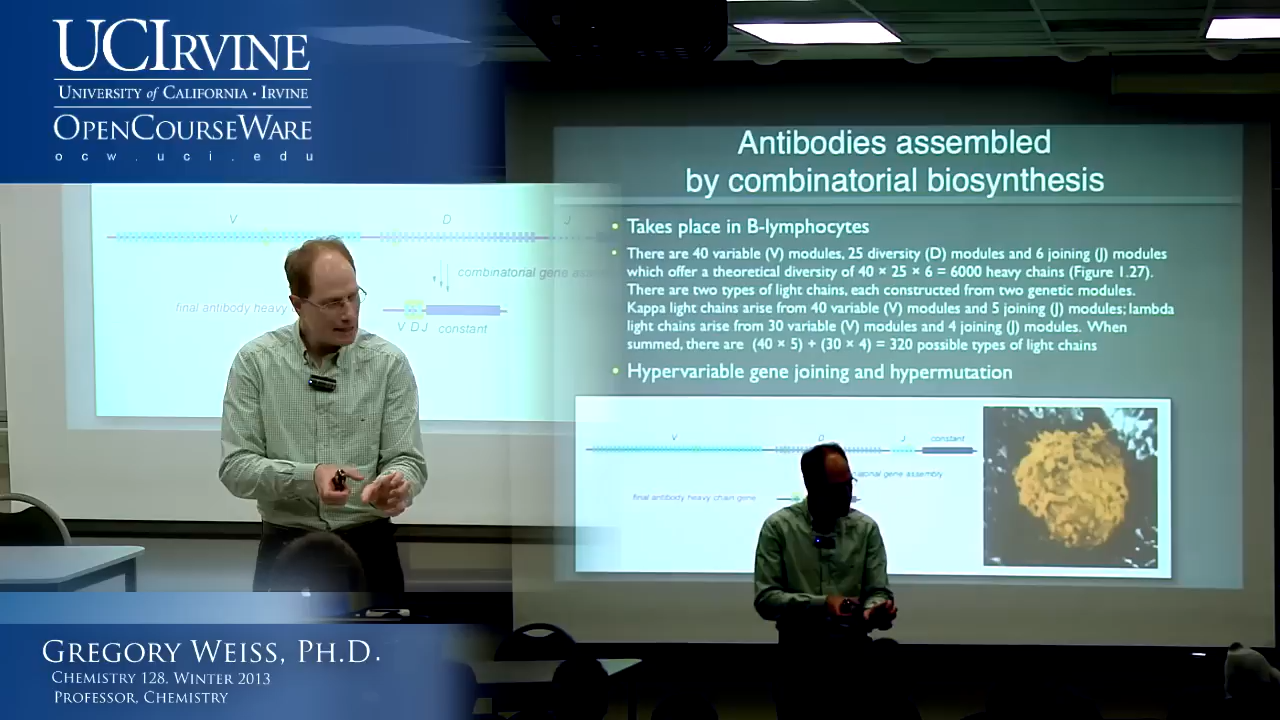 UCIRVINE
UNIVERSITY of CALIFORNIA • IRVINE
OPENCOURSEWARE
ocw.uci.edu
V D J
combinatorial gene
final antibody heavy
V DJ constant
GREGORY WEISS, PH.D.
CHEMISTRY 128. WINTER 2013
PROFESSOR, CHEMISTRY
Antibodies assembled
by combinatorial biosynthesis
• Takes place in B-lymphocytes
• There are 40 variable (V) modules, 25 diversity (D) modules and 6 joining (J) modules
which offer a theoretical diversity of 40 × 25 × 6 = 6000 heavy chains (Figure 1.27).
There are two types of light chains, each constructed from two genetic modules.
Kappa light chains arise from 40 variable (V) modules and 5 joining (J) modules; lambda
light chains arise from 30 variable (V) modules and 4 joining (J) modules. When
summed, there are (40 × 5) + (30 × 4) = 320 possible types of light chains
• Hypervariable gene joining and hypermutation
V D J constant
gene assembly
final antibody heavy chain gene